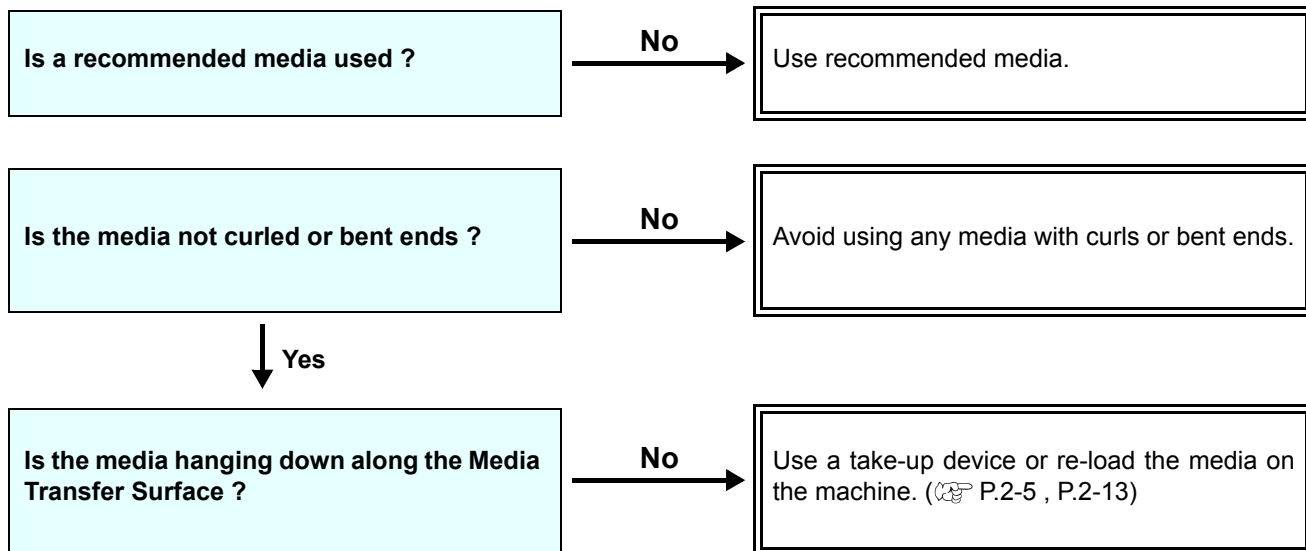 Is a recommended media used ?
No
Use recommended media.
Is the media not curled or bent ends ?
No
Avoid using any media with curls or bent ends.
Yes
Is the media hanging down along the Media
Transfer Surface ?
No
Use a take-up device or re-load the media on
the machine. (☞ P.2-5 , P.2-13)